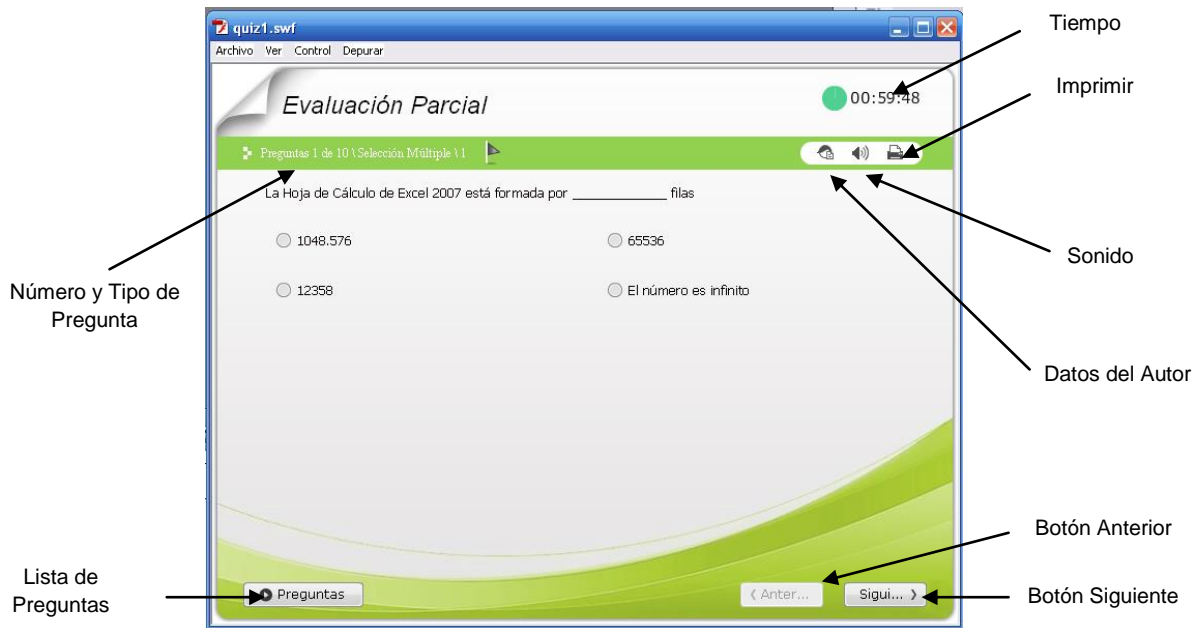 quiz1.swf
Archivo Ver Control Depurar
Evaluación Parcial
00:59:48
Preguntas 1 de 10 \ Selección Múltiple \ 1
La Hoja de Cálculo de Excel 2007 está formada por _____________ filas
1048.576
65536
12358
El número es infinito
Preguntas
Anter...
Sigui...
Tiempo
Imprimir
Sonido
Datos del Autor
Botón Anterior
Botón Siguiente
Número y Tipo de
Pregunta
Lista de
Preguntas